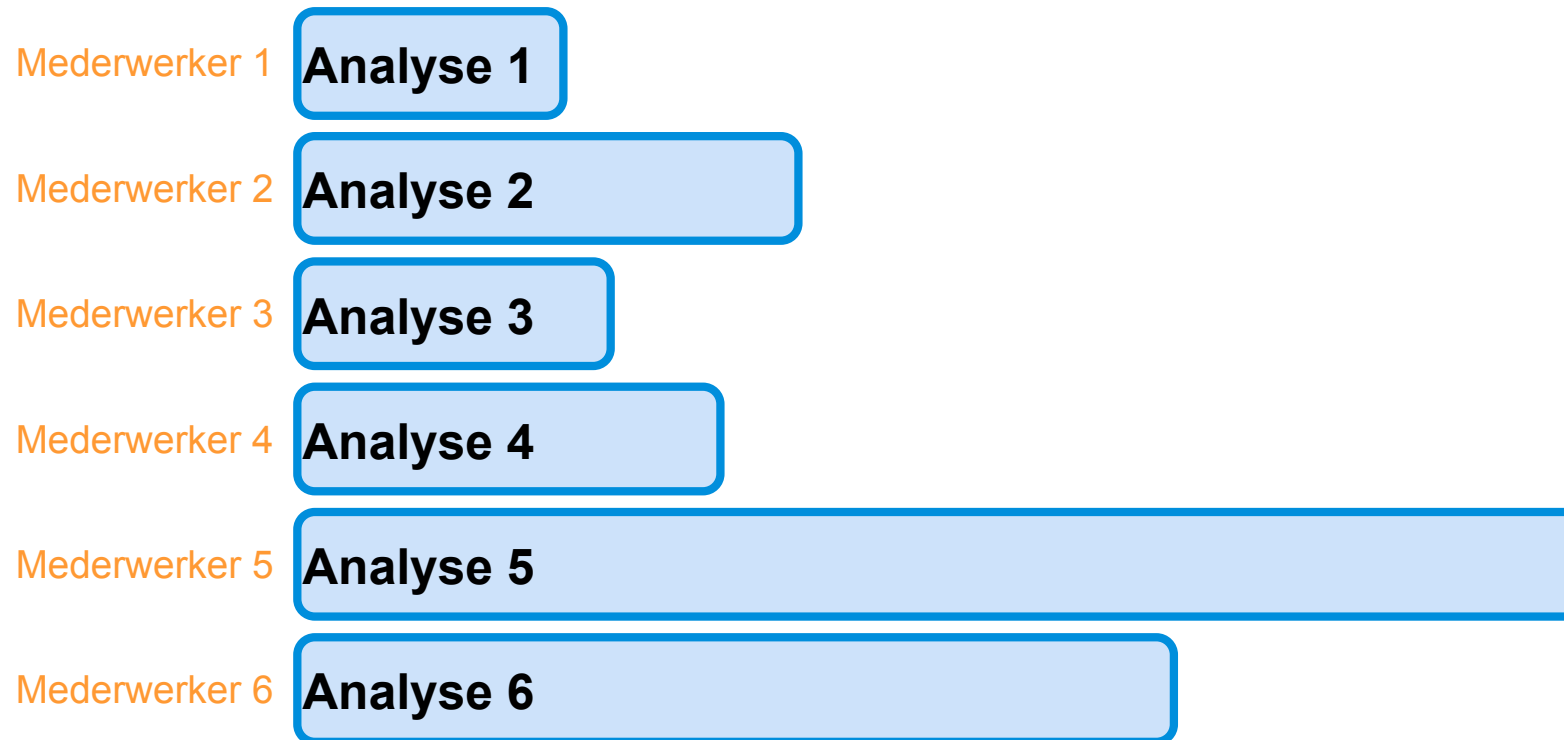 Mederwerker 1 Analyse 1
Mederwerker 2 Analyse 2
Mederwerker 3 Analyse 3
Mederwerker 4 Analyse 4
Mederwerker 5 Analyse 5
Mederwerker 6 Analyse 6